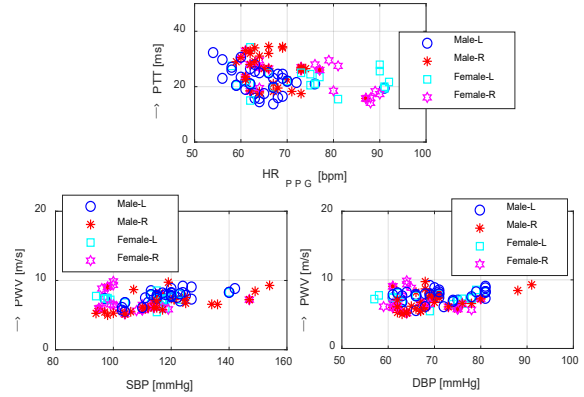 → PTT [ms]
40
20
0
50 60 70 80 90 100
HR PPG [bpm]
Male-L
Male-R
Female-L
Female-R
→ PWV [m/s]
20
10
0
80 100 120 140 160
SBP [mmHg]
Male-L
Male-R
Female-L
Female-R
→ PWV [m/s]
20
10
0
50 60 70 80 90 100
DBP [mmHg]
Male-L
Male-R
Female-L
Female-R